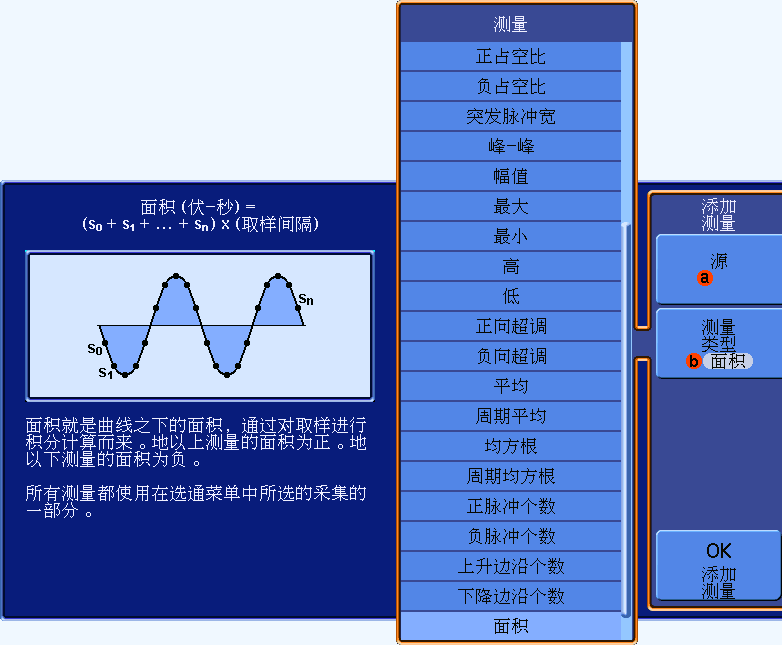 测量
正占空比
负占空比
突发脉冲宽
峰-峰
幅值
最大
最小
高
低
正向超调
负向超调
平均
周期平均
均方根
周期均方根
正脉冲个数
负脉冲个数
上升边沿个数
下降边沿个数
面积
面积 (伏-秒) =
(s0 + s1 + ... + sn) x (取样间隔)
sn
s0
s1
面积就是曲线之下的面积, 通过对取样进行
积分计算而来。地以上测量的面积为正。地
以下测量的面积为负。
所有测量都使用在选通菜单中所选的采集的
一部分。
添加
测量
源
a
测量
类型
b 面积
OK
添加
测量